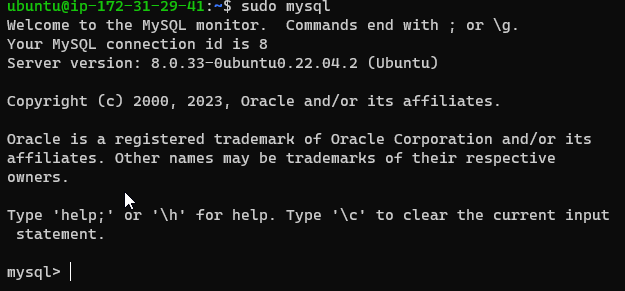 ubuntu@ip-172-31-29-41:~$ sudo mysql
Welcome to the MySQL monitor.  Commands end with ; or \g.
Your MySQL connection id is 8
Server version: 8.0.33-0ubuntu0.22.04.2 (Ubuntu)
Copyright (c) 2000, 2023, Oracle and/or its affiliates.
Oracle is a registered trademark of Oracle Corporation and/or its
affiliates. Other names may be trademarks of their respective
owners.
Type 'help;' or '\h' for help. Type '\c' to clear the current input
 statement.
mysql>